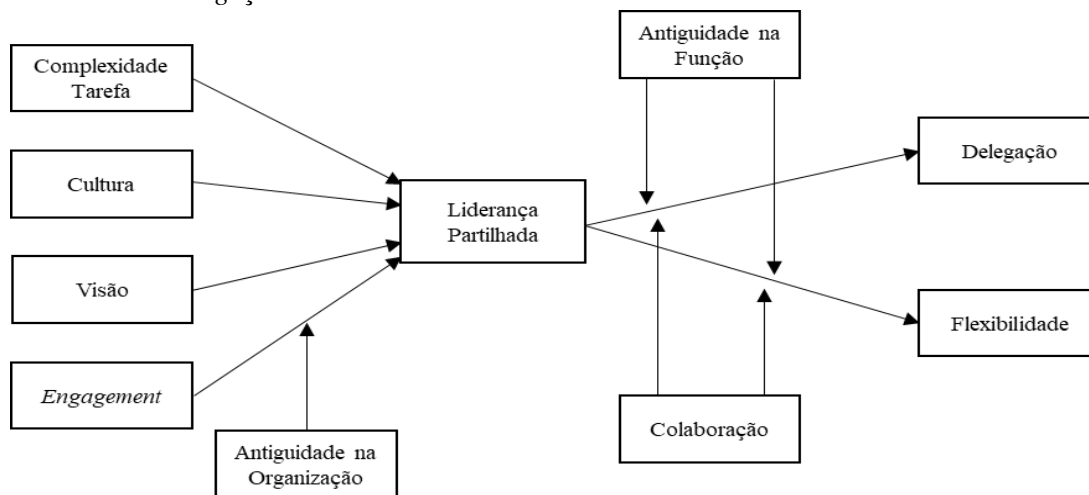 Antiguidade na
Função
Complexidade
Tarefa
Delegação
Cultura
Liderança
Partilhada
Visão
Flexibilidade
Engagement
Colaboração
Antiguidade na
Organização